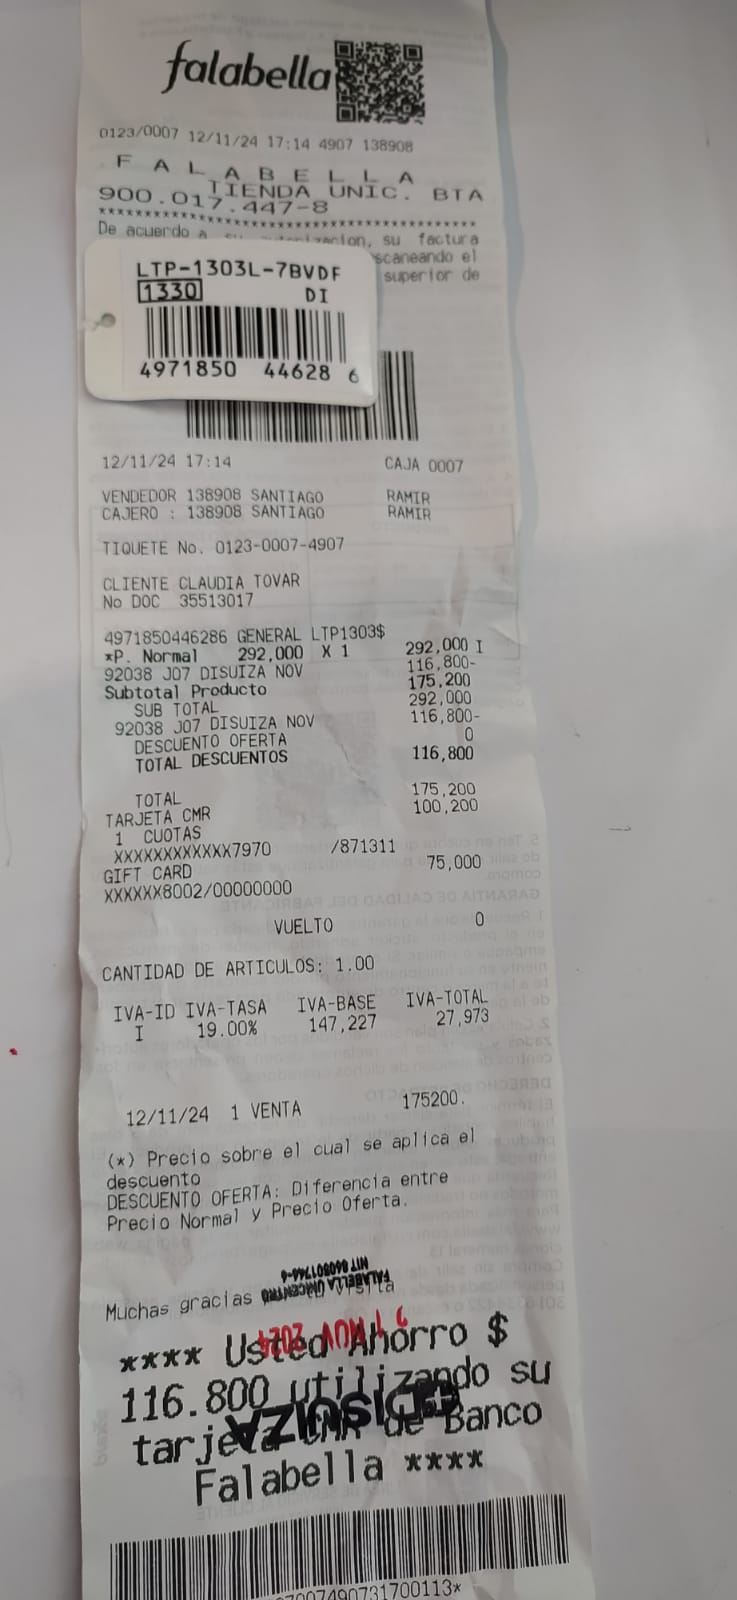 falabella
0123/0007 12/11/24 17:14 4907 138908
F A L A B E L L A
TIENDA UNIC. BTA
900.017.447-8
****************************************
De acuerdo a su autorizacion, su factura
scaneando el
superior de
LTP-1303L-7BVDF
1330 DI
4971850 44628 6
12/11/24 17:14 CAJA 0007
VENDEDOR 138908 SANTIAGO RAMIR
CAJERO : 138908 SANTIAGO RAMIR
TIQUETE No. 0123-0007-4907
CLIENTE CLAUDIA TOVAR
No DOC 35513017
4971850446286 GENERAL LTP1303$
*P. Normal 292,000 X 1 292,000 I
92038 J07 DISUIZA NOV 116,800-
Subtotal Producto 175,200
SUB TOTAL 292,000
92038 J07 DISUIZA NOV 116,800-
DESCUENTO OFERTA 0
TOTAL DESCUENTOS 116,800
TOTAL 175,200
TARJETA CMR 100,200
1 CUOTAS
XXXXXXXXXXXX7970 /871311
GIFT CARD 75,000
XXXXXX8002/00000000
VUELTO 0
CANTIDAD DE ARTICULOS: 1.00
IVA-ID IVA-TASA IVA-BASE IVA-TOTAL
I 19.00% 147,227 27,973
12/11/24 1 VENTA 175200.
(*) Precio sobre el cual se aplica el
descuento
DESCUENTO OFERTA: Diferencia entre
Precio Normal y Precio Oferta.
FALABELLA UNICENTRO
Muchas gracias
NOV 2024
**** Usted Ahorro $
116.800 utilizando su
DISUIZA
tarjeta CMR de Banco
Falabella ****